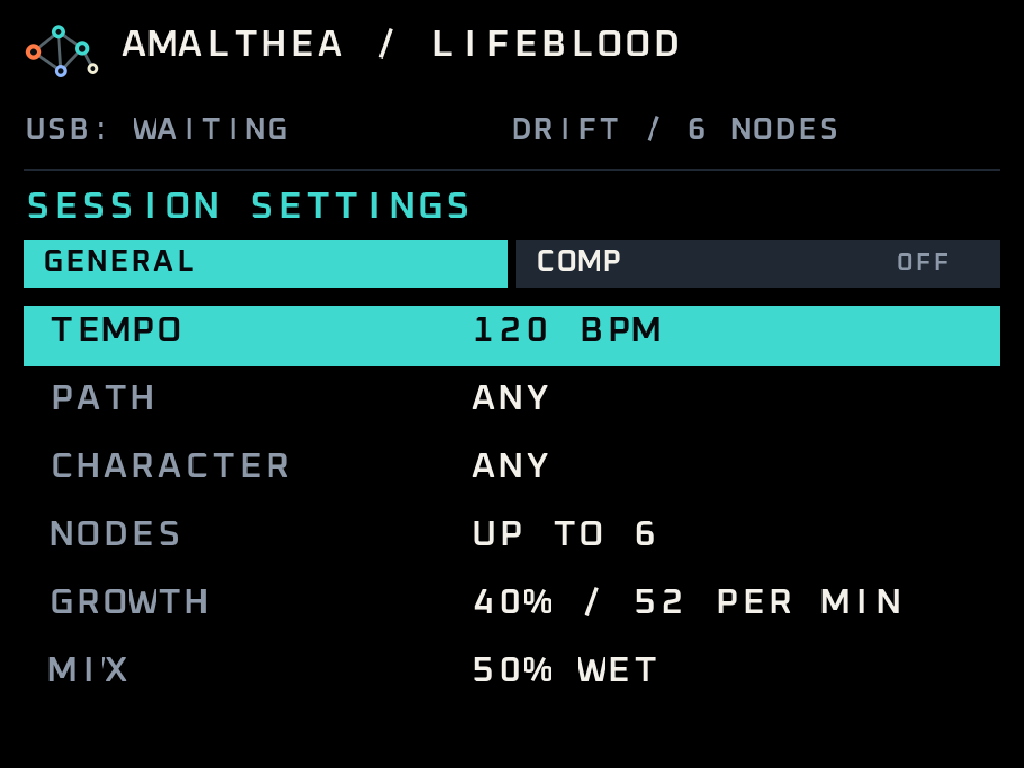 AMALTHEA / LIFEBLOOD
USB: WAITING DRIFT / 6 NODES
SESSION SETTINGS
GENERAL COMP OFF
TEMPO 120 BPM
PATH ANY
CHARACTER ANY
NODES UP TO 6
GROWTH 40% / 52 PER MIN
MIX 50% WET